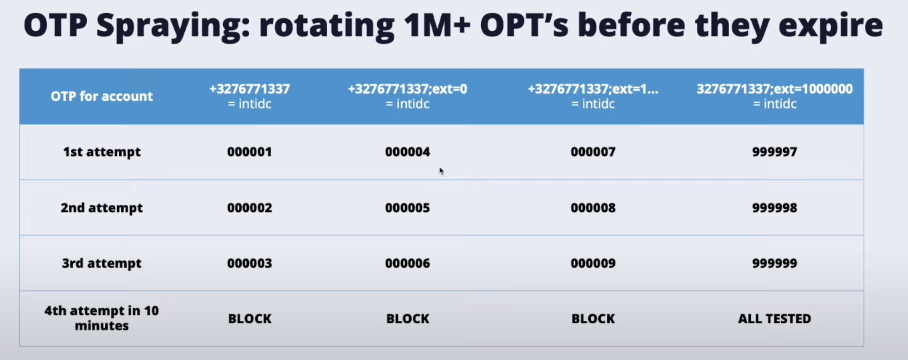 OTP Spraying: rotating 1M+ OPT's before they expire
OTP for account
+3276771337
= intidc
+3276771337;ext=0
= intidc
+3276771337;ext=1...
= intidc
3276771337;ext=1000000
= intidc
1st attempt 000001 000004 000007 999997
2nd attempt 000002 000005 000008 999998
3rd attempt 000003 000006 000009 999999
4th attempt in 10
minutes
BLOCK BLOCK BLOCK ALL TESTED